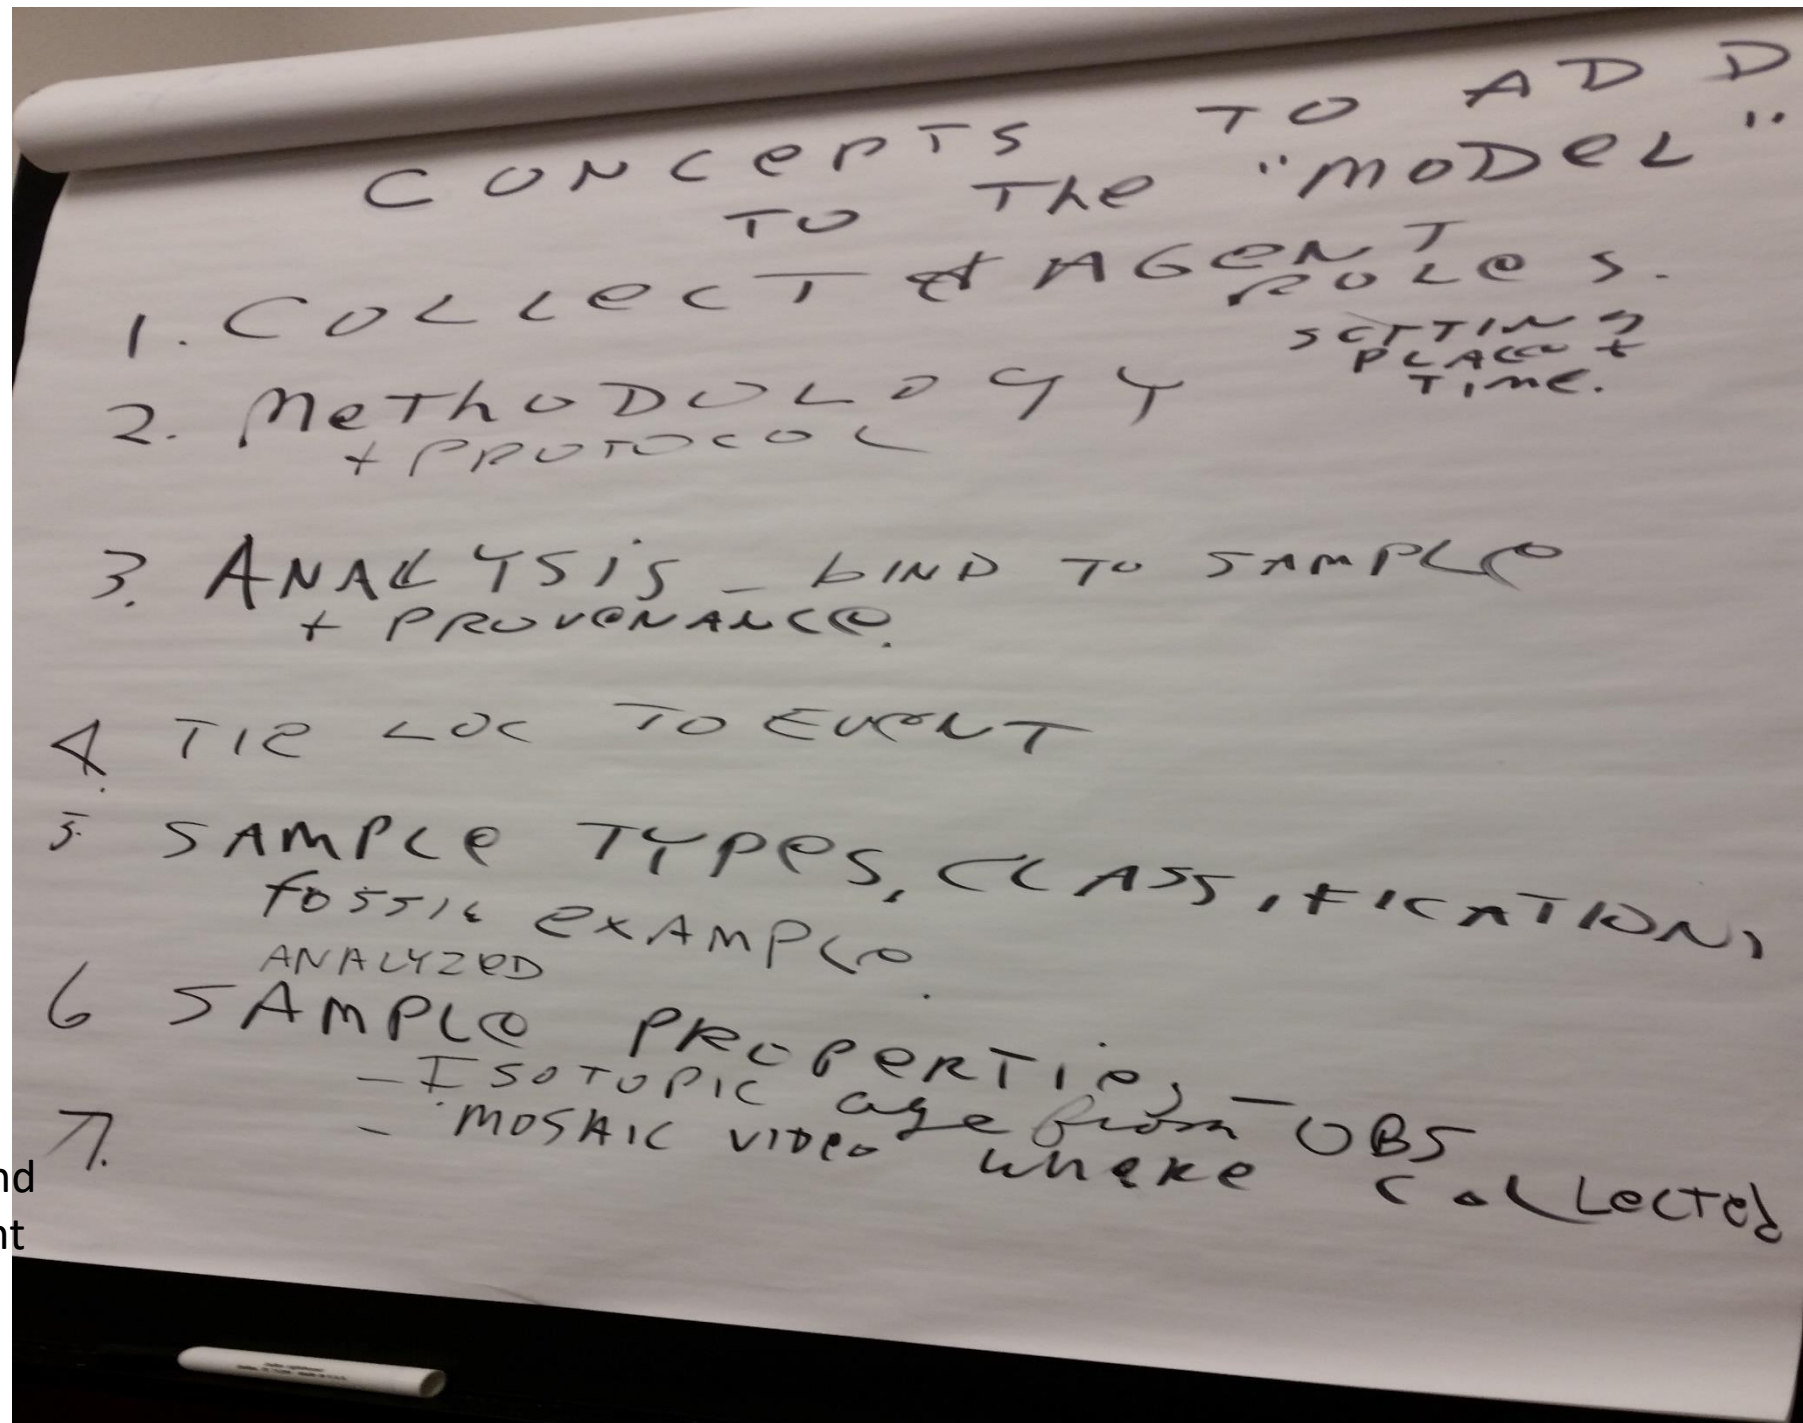 CONCEPTS TO ADD
TO THE "MODEL"
1. COLLECT & AGENT
ROLES.
SETTING
PLACE +
TIME.
2. METHODOLOGY
+ PROTOCOL
3. ANALYSIS - BIND TO SAMPLE
+ PROVENANCE.
4. TIE LOC TO EVENT
5. SAMPLE TYPES, CLASSIFICATION,
FOSSIL EXAMPLE.
ANALYZED
6 SAMPLE PROPERTIES - OBS
- ISOTOPIC age from
- MOSAIC VIDEO WHERE COLLECTED
7.
nd
nt